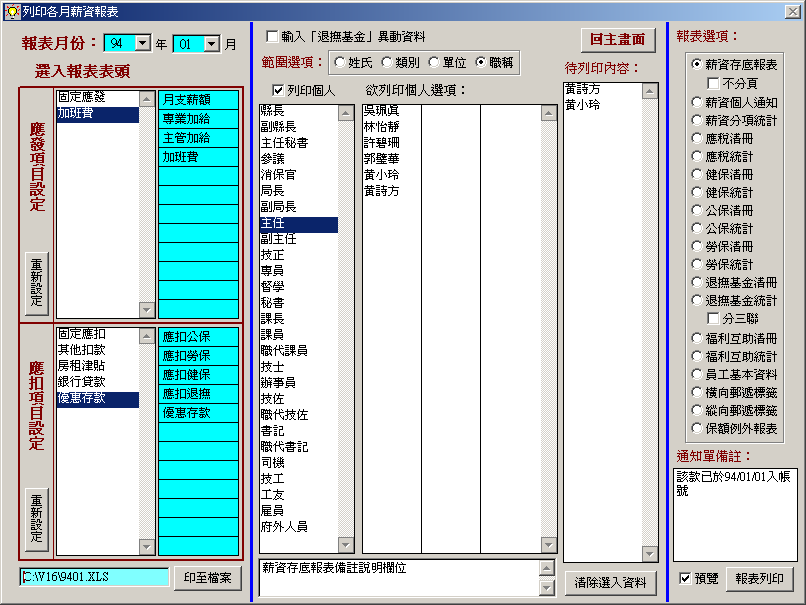 列印各月薪資報表
報表月份： 94 年 01 月
選入報表表頭
應發項目設定
固定應發
加班費
月支薪額
專業加給
主管加給
加班費
重新設定
應扣項目設定
固定應扣
其他扣款
房租津貼
銀行貸款
優惠存款
應扣公保
應扣勞保
應扣健保
應扣退撫
優惠存款
重新設定
C:\V16\9401.XLS
印至檔案
輸入「退撫基金」異動資料
回主畫面
範圍選項： 姓氏 類別 單位 職稱
列印個人
欲列印個人選項：
待列印內容：
縣長
副縣長
主任秘書
參議
消保官
局長
副局長
主任
副主任
技正
專員
督學
秘書
課長
課員
職代課員
技士
辦事員
技佐
職代技佐
書記
職代書記
司機
技工
工友
雇員
府外人員
吳珮眞
林怡靜
許碧珊
郭壁華
黃小玲
黃詩方
黃詩方
黃小玲
薪資存底報表備註說明欄位
清除選入資料
報表選項：
薪資存底報表
不分頁
薪資個人通知
薪資分項統計
應稅清冊
應稅統計
健保清冊
健保統計
公保清冊
公保統計
勞保清冊
勞保統計
退撫基金清冊
退撫基金統計
分三聯
福利互助清冊
福利互助統計
員工基本資料
橫向郵遞標籤
縱向郵遞標籤
保額例外報表
通知單備註：
該款已於94/01/01入帳
號
預覽
報表列印